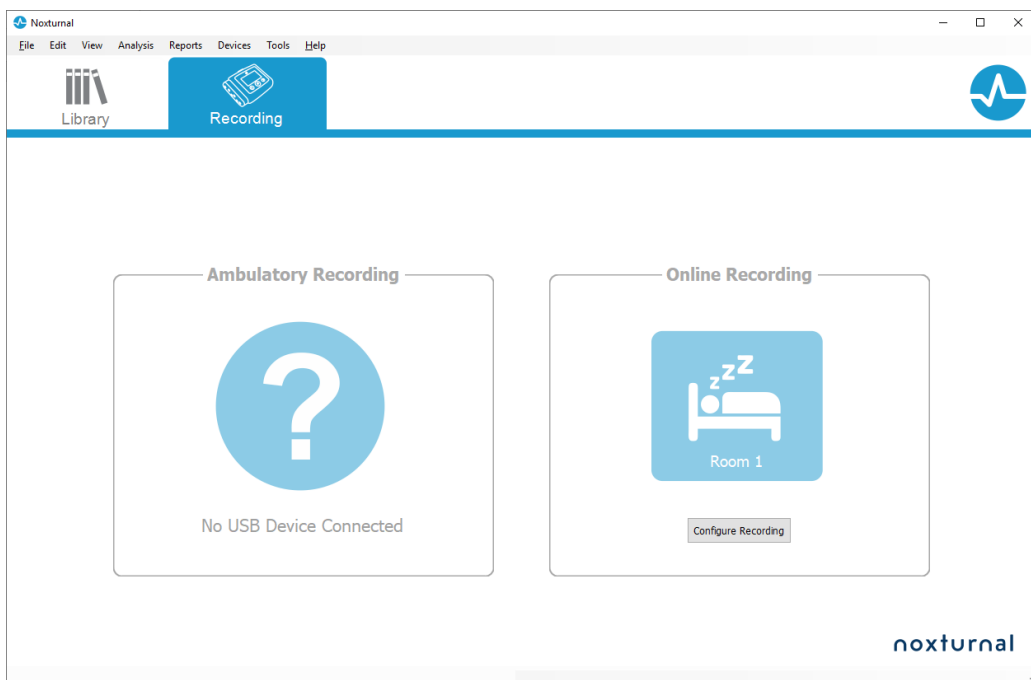 Noxturnal
File Edit View Analysis Reports Devices Tools Help
Library
Recording
Ambulatory Recording
No USB Device Connected
Online Recording
zzZ
Room 1
Configure Recording
noxturnal